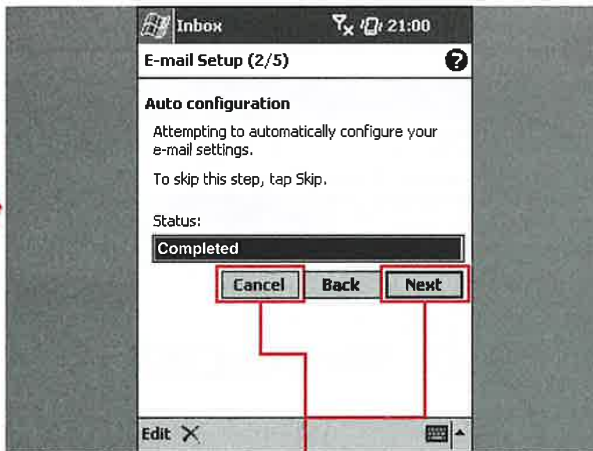 Inbox 21:00
E-mail Setup (2/5)
Auto configuration
Attempting to automatically configure your
e-mail settings.
To skip this step, tap Skip.
Status:
Completed
Cancel Back Next
Edit